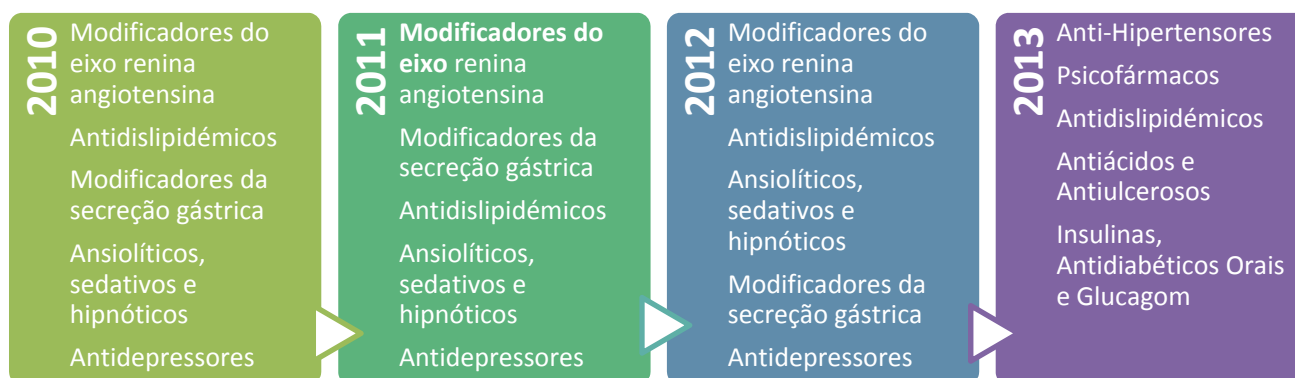 2010
Modificadores do
eixo renina
angiotensina
Antidislipidémicos
Modificadores da
secreção gástrica
Ansiolíticos,
sedativos e
hipnóticos
Antidepressores
2011
Modificadores do
eixo renina
angiotensina
Modificadores da
secreção gástrica
Antidislipidémicos
Ansiolíticos,
sedativos e
hipnóticos
Antidepressores
2012
Modificadores do
eixo renina
angiotensina
Antidislipidémicos
Ansiolíticos,
sedativos e
hipnóticos
Modificadores da
secreção gástrica
Antidepressores
2013
Anti-Hipertensores
Psicofármacos
Antidislipidémicos
Antiácidos e
Antiulcerosos
Insulinas,
Antidiabéticos Orais
e Glucagom